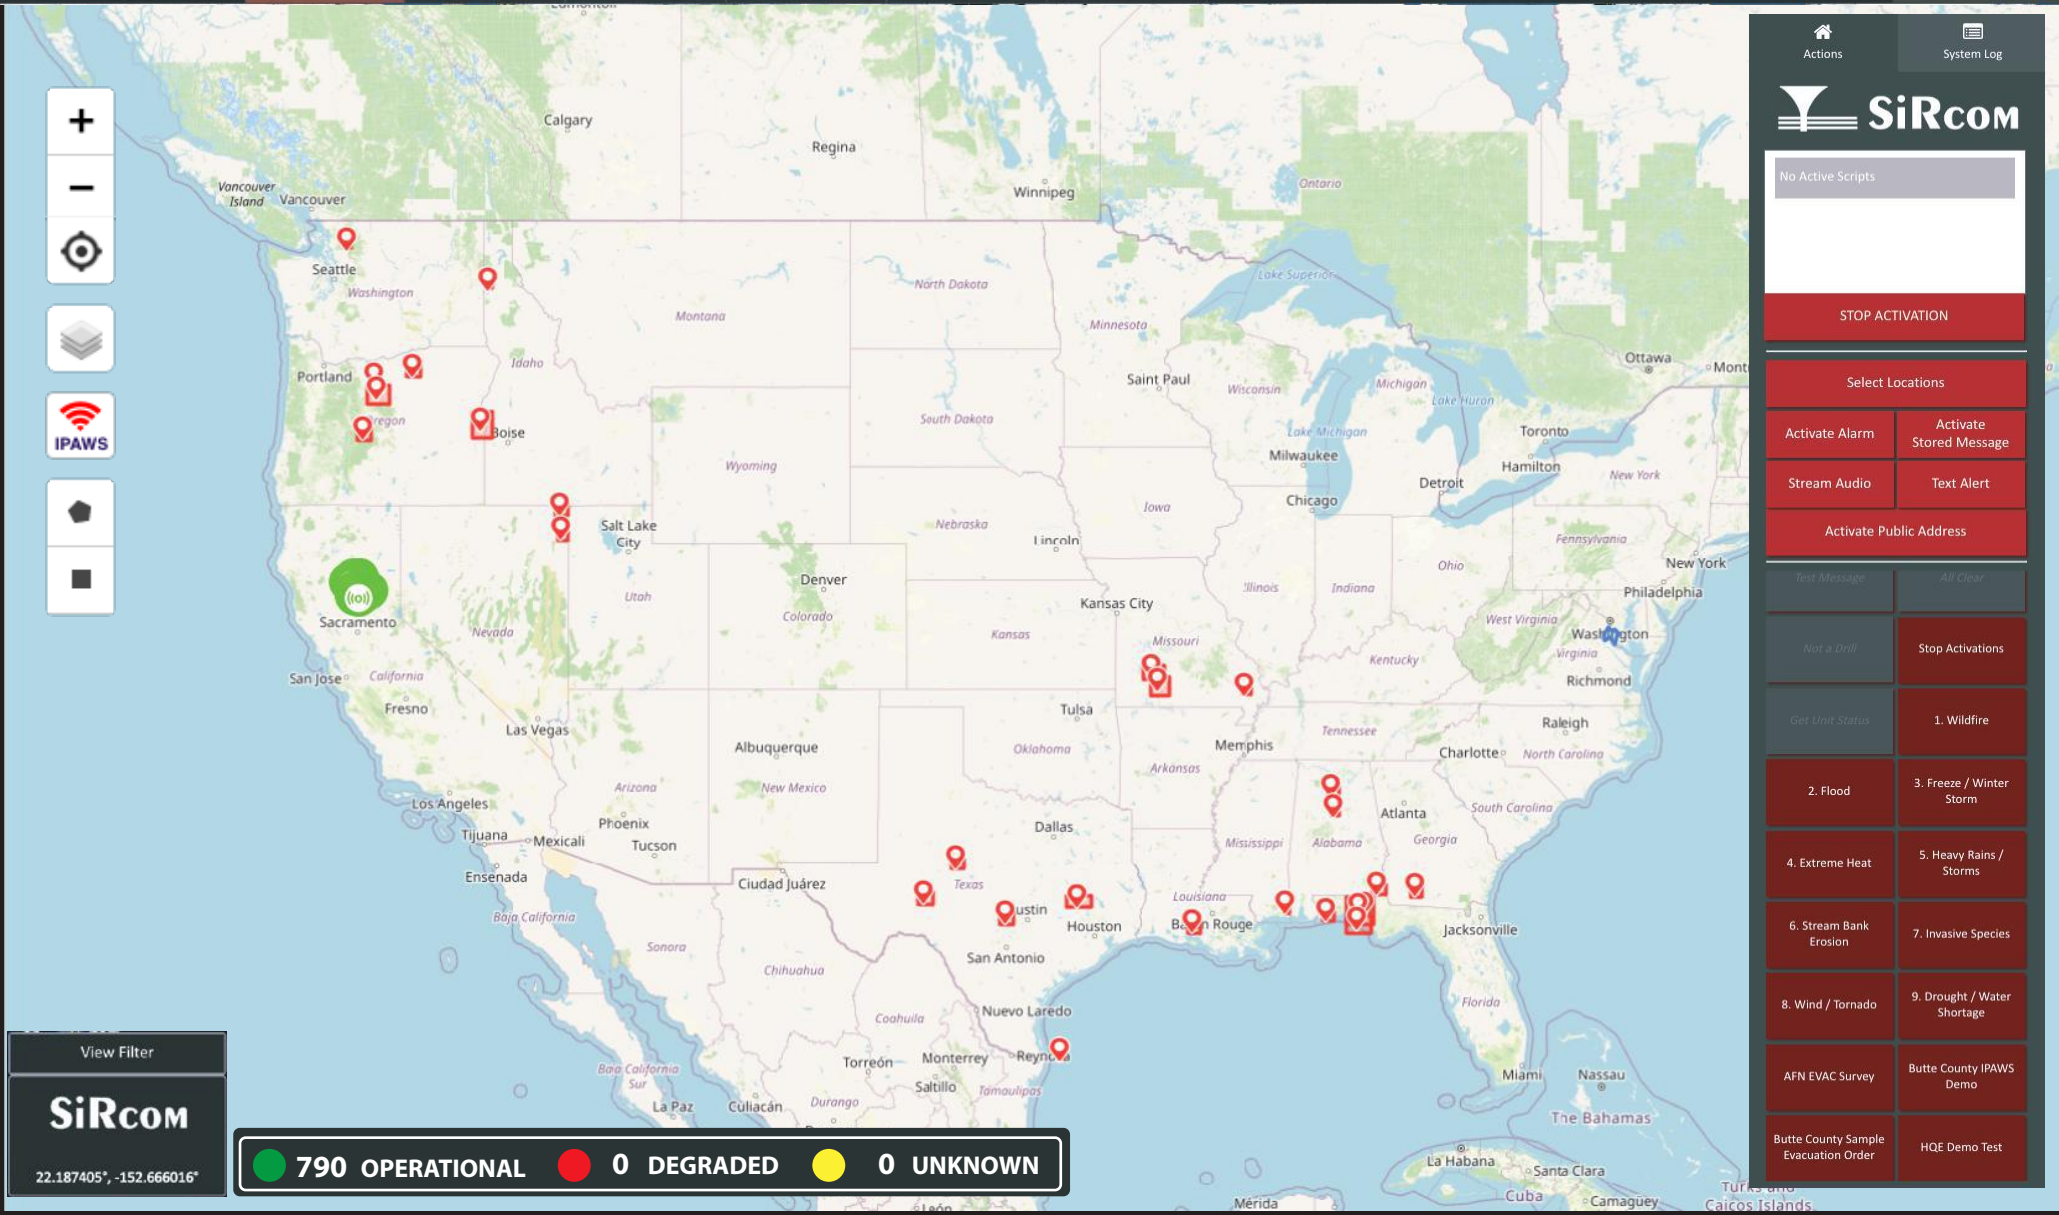 Calgary
Regina
Winnipeg
Ontario
Vancouver
Island
Vancouver
Seattle
Washington
North Dakota
Montana
Minnesota
Lake Superior
Idaho
Portland
Oregon
Boise
Saint Paul
Wisconsin
Michigan
Lake Huron
Ottawa
South Dakota
Wyoming
Lake Michigan
Milwaukee
Toronto
Hamilton
New York
Detroit
Chicago
Iowa
Nebraska
Lincoln
Salt Lake
City
Pennsylvania
New York
Ohio
Philadelphia
Denver
Utah
Colorado
Kansas City
Illinois
Indiana
Sacramento
Nevada
Kansas
Missouri
West Virginia
Washington
Virginia
Kentucky
Richmond
San Jose
California
Fresno
Las Vegas
Tulsa
Raleigh
Albuquerque
Oklahoma
Memphis
Tennessee
Charlotte
North Carolina
Arkansas
Arizona
New Mexico
Los Angeles
Phoenix
Tucson
Tijuana
Mexicali
Dallas
Atlanta
South Carolina
Mississippi
Alabama
Georgia
Ensenada
Ciudad Juárez
Texas
Louisiana
Baja California
Austin
Houston
Baton Rouge
Jacksonville
Sonora
San Antonio
Chihuahua
Florida
Coahuila
Nuevo Laredo
Torreón
Monterrey
Reynosa
Baja California
Sur
Saltillo
Tamaulipas
Miami
Nassau
La Paz
Culiacán
Durango
The Bahamas
La Habana
Santa Clara
Cuba
Camagüey
Mérida
León
Turks and
Caicos Islands
IPAWS
View Filter
SiRcom
22.187405°, -152.666016°
790 OPERATIONAL 0 DEGRADED 0 UNKNOWN
Actions
System Log
SiRcom
No Active Scripts
STOP ACTIVATION
Select Locations
Activate Alarm
Activate
Stored Message
Stream Audio
Text Alert
Activate Public Address
Test Message
All Clear
Not a Drill
Stop Activations
Get Unit Status
1. Wildfire
2. Flood
3. Freeze / Winter
Storm
4. Extreme Heat
5. Heavy Rains /
Storms
6. Stream Bank
Erosion
7. Invasive Species
8. Wind / Tornado
9. Drought / Water
Shortage
AFN EVAC Survey
Butte County IPAWS
Demo
Butte County Sample
Evacuation Order
HQE Demo Test